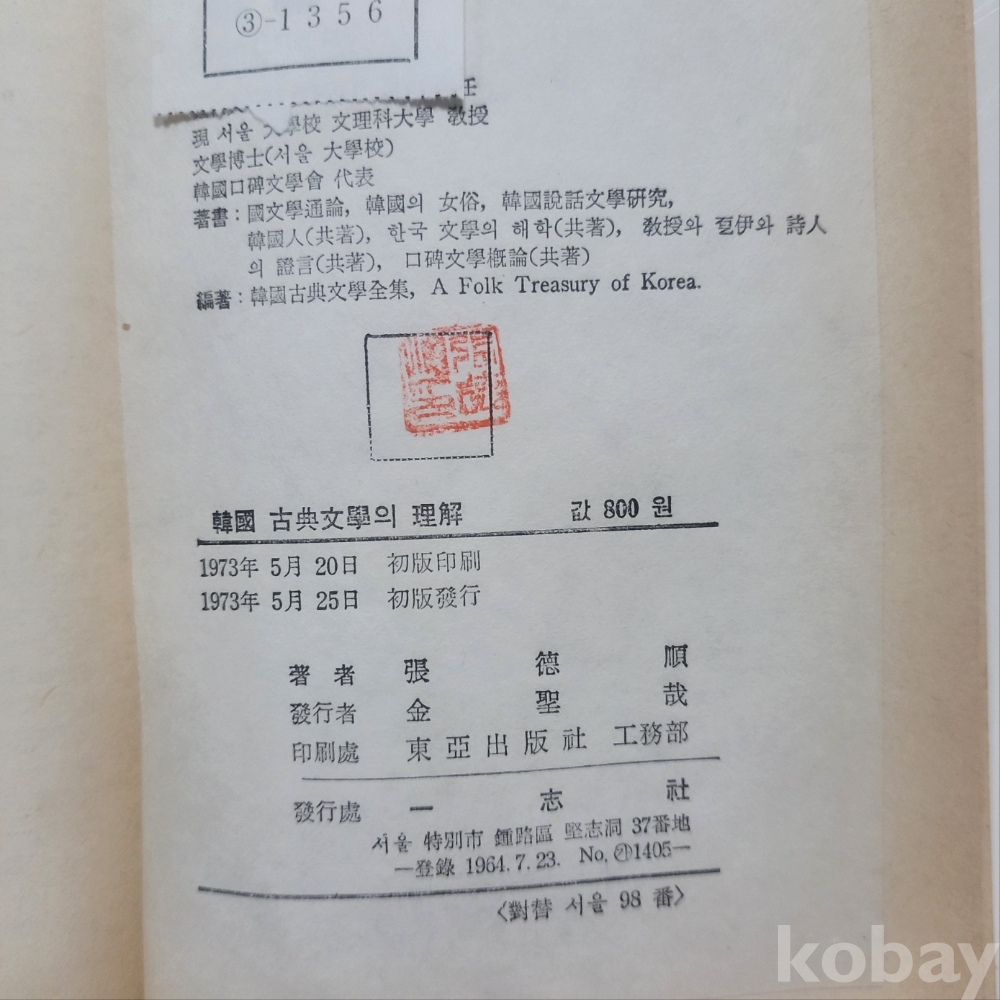 ③-1356
任
現 서울 大學校 文理科大學 敎授
文學博士(서울 大學校)
韓國口碑文學會 代表
著書: 國文學通論, 韓國의 女俗, 韓國說話文學硏究,
韓國人(共著), 한국 文學의 해학(共著), 敎授와 젇伊와 詩人
의 證言(共著), 口碑文學槪論(共著)
編著: 韓國古典文學全集, A Folk Treasury of Korea.
韓國 古典文學의 理解 값 800 원
1973年 5月 20日 初版印刷
1973年 5月 25日 初版發行
著者 張德順
發行者 金聖哉
印刷處 東亞出版社 工務部
發行處 一志社
서울 特別市 鍾路區 堅志洞 37番地
—登錄 1964.7.23. No. ㉮1405—
<對替 서울 98 番>
kobay